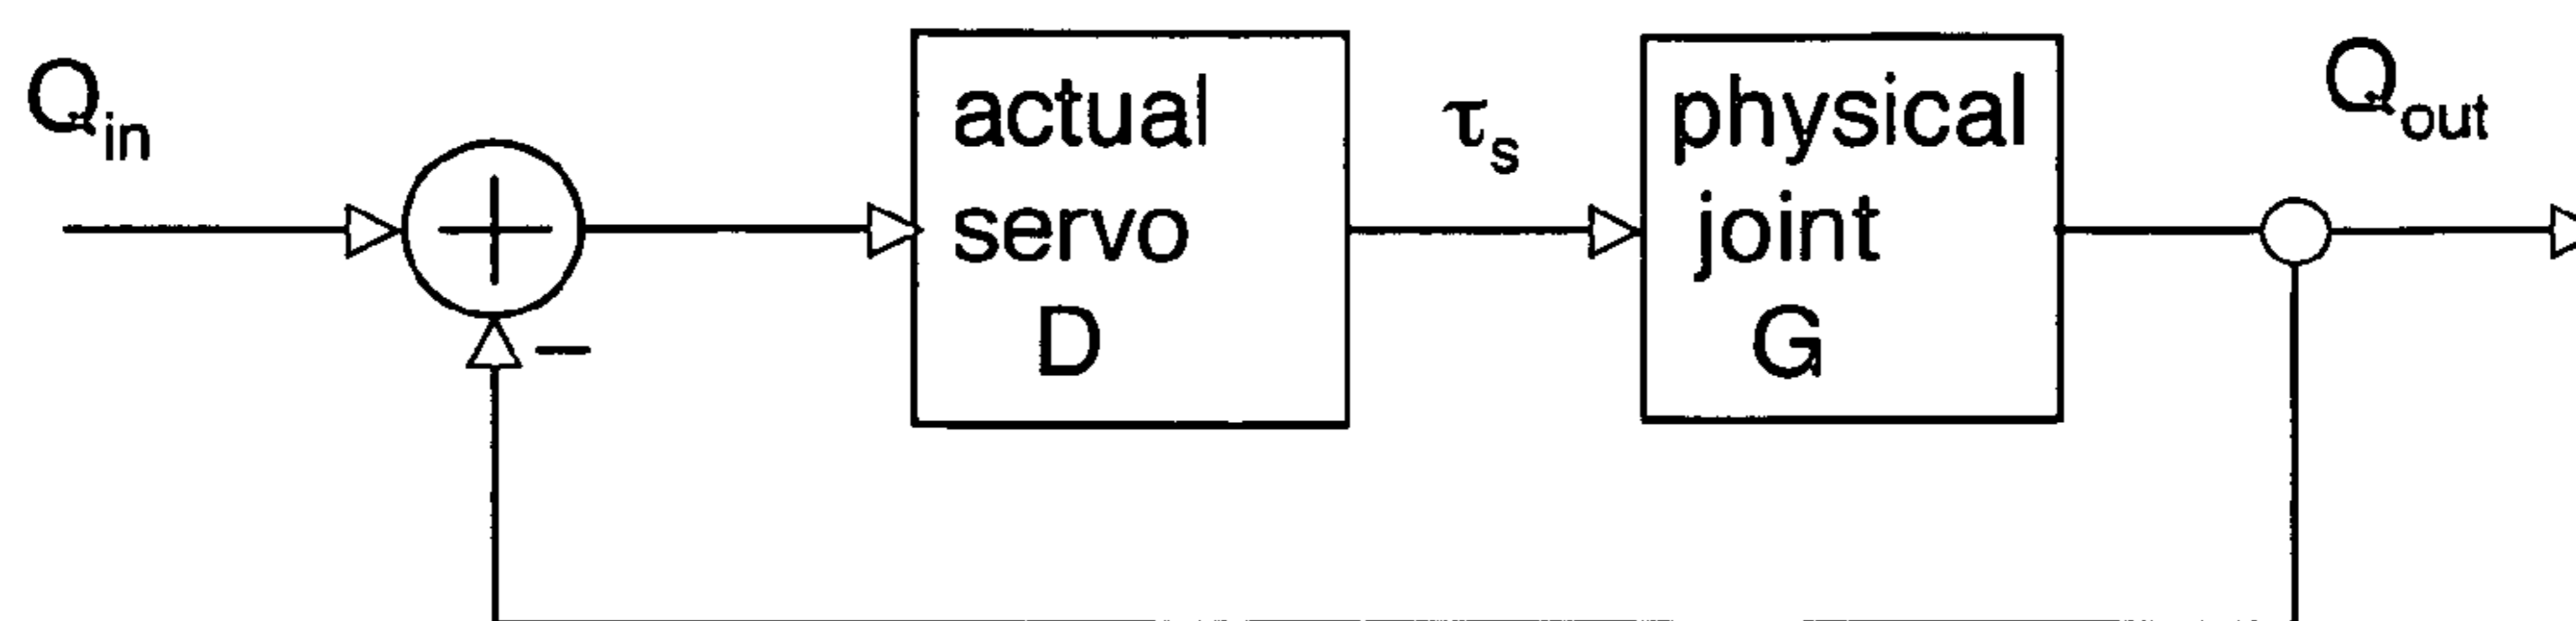 Q_in
actual
servo
D
τ_s
physical
joint
G
Q_out
−